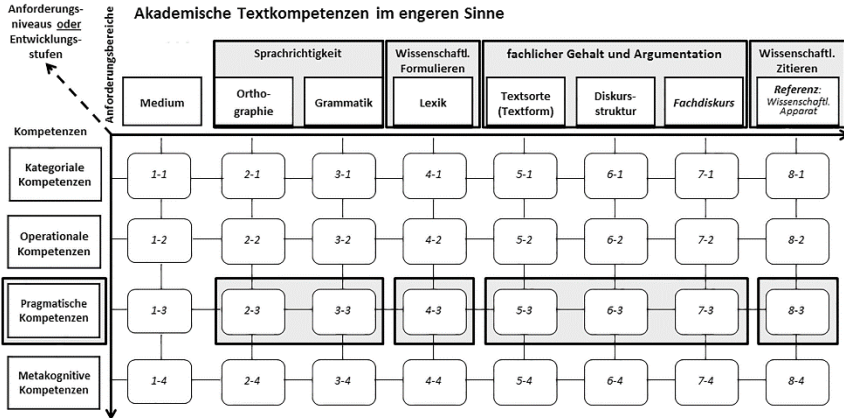 Anforderungs-
niveaus oder
Entwicklungs-
stufen
Anforderungsbereiche
Akademische Textkompetenzen im engeren Sinne
Sprachrichtigkeit
Wissenschaftl.
Formulieren
fachlicher Gehalt und Argumentation
Wissenschaftl.
Zitieren
Medium
Ortho-
graphie
Grammatik
Lexik
Textsorte
(Textform)
Diskurs-
struktur
Fachdiskurs
Referenz:
Wissenschaftl.
Apparat
Kompetenzen
Kategoriale
Kompetenzen
1-1 2-1 3-1 4-1 5-1 6-1 7-1 8-1
Operationale
Kompetenzen
1-2 2-2 3-2 4-2 5-2 6-2 7-2 8-2
Pragmatische
Kompetenzen
1-3 2-3 3-3 4-3 5-3 6-3 7-3 8-3
Metakognitive
Kompetenzen
1-4 2-4 3-4 4-4 5-4 6-4 7-4 8-4